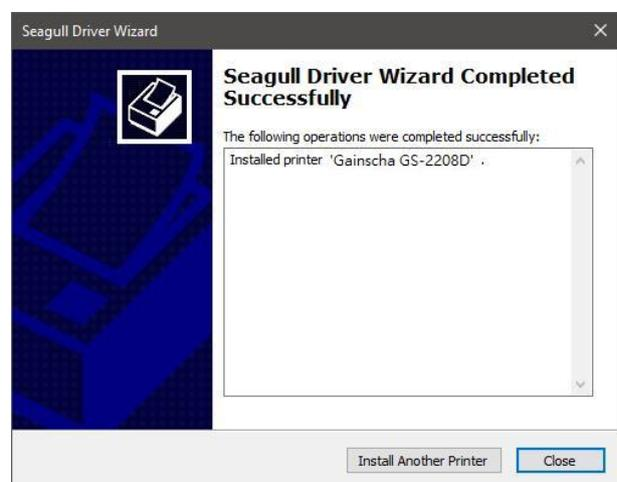 Seagull Driver Wizard
Seagull Driver Wizard Completed
Successfully
The following operations were completed successfully:
Installed printer 'Gainscha GS-2208D' .
Install Another Printer
Close